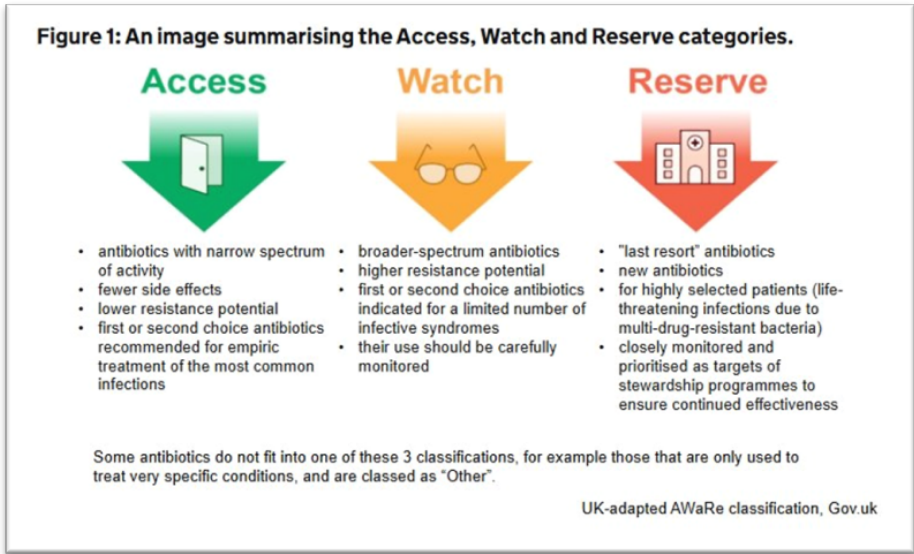 Figure 1: An image summarising the Access, Watch and Reserve categories.
Access
• antibiotics with narrow spectrum
of activity
• fewer side effects
• lower resistance potential
• first or second choice antibiotics
recommended for empiric
treatment of the most common
infections
Watch
• broader-spectrum antibiotics
• higher resistance potential
• first or second choice antibiotics
indicated for a limited number of
infective syndromes
• their use should be carefully
monitored
Reserve
• "last resort" antibiotics
• new antibiotics
• for highly selected patients (life-
threatening infections due to
multi-drug-resistant bacteria)
• closely monitored and
prioritised as targets of
stewardship programmes to
ensure continued effectiveness
Some antibiotics do not fit into one of these 3 classifications, for example those that are only used to
treat very specific conditions, and are classed as “Other”.
UK-adapted AWaRe classification, Gov.uk